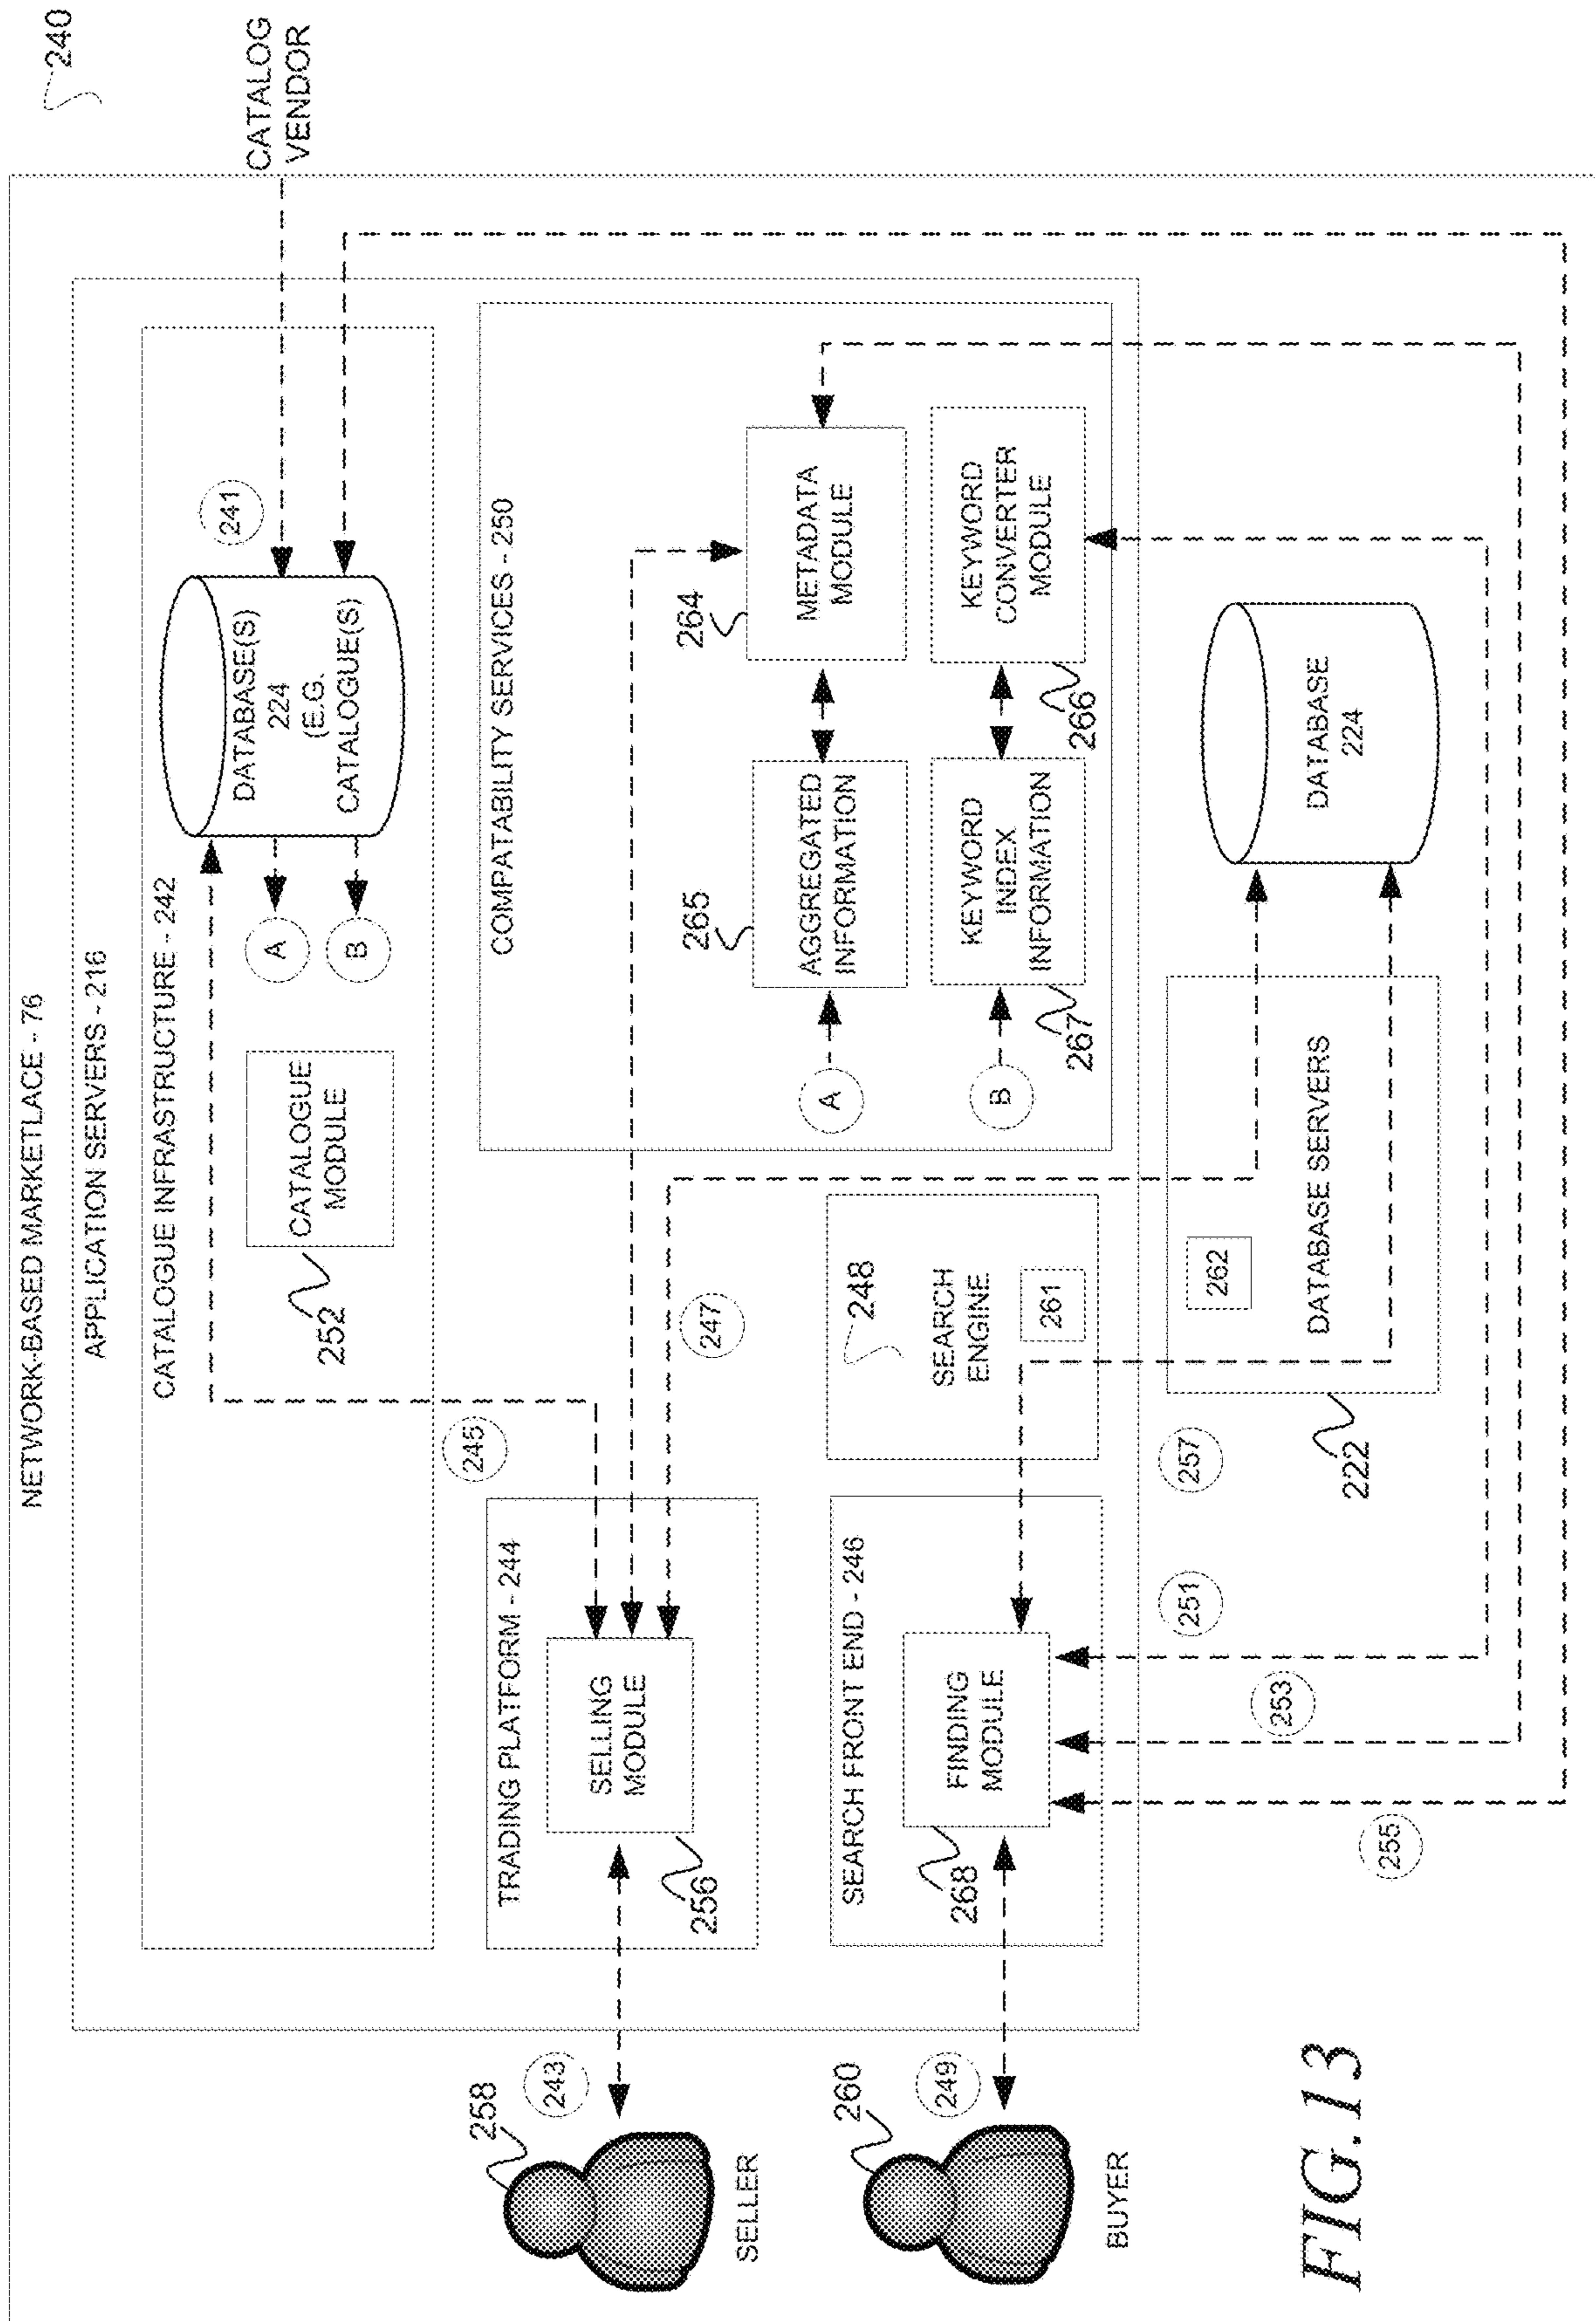 240
NETWORK-BASED MARKETLACE - 76
CATALOG
VENDOR
APPLICATION SERVERS - 216
CATALOGUE INFRASTRUCTURE - 242
241
DATABASE(S)
224
(E.G.
CATALOGUE(S)
A
B
CATALOGUE
MODULE
252
245
COMPATABILITY SERVICES - 250
264
METADATA
MODULE
265
AGGREGATED
INFORMATION
A
KEYWORD
CONVERTER
MODULE
266
KEYWORD
INDEX
INFORMATION
267
B
247
TRADING PLATFORM - 244
SELLING
MODULE
256
258
243
SELLER
248
SEARCH
ENGINE
261
SEARCH FRONT END - 246
FINDING
MODULE
268
260
249
BUYER
257
251
253
255
262
DATABASE SERVERS
222
DATABASE
224
FIG. 13